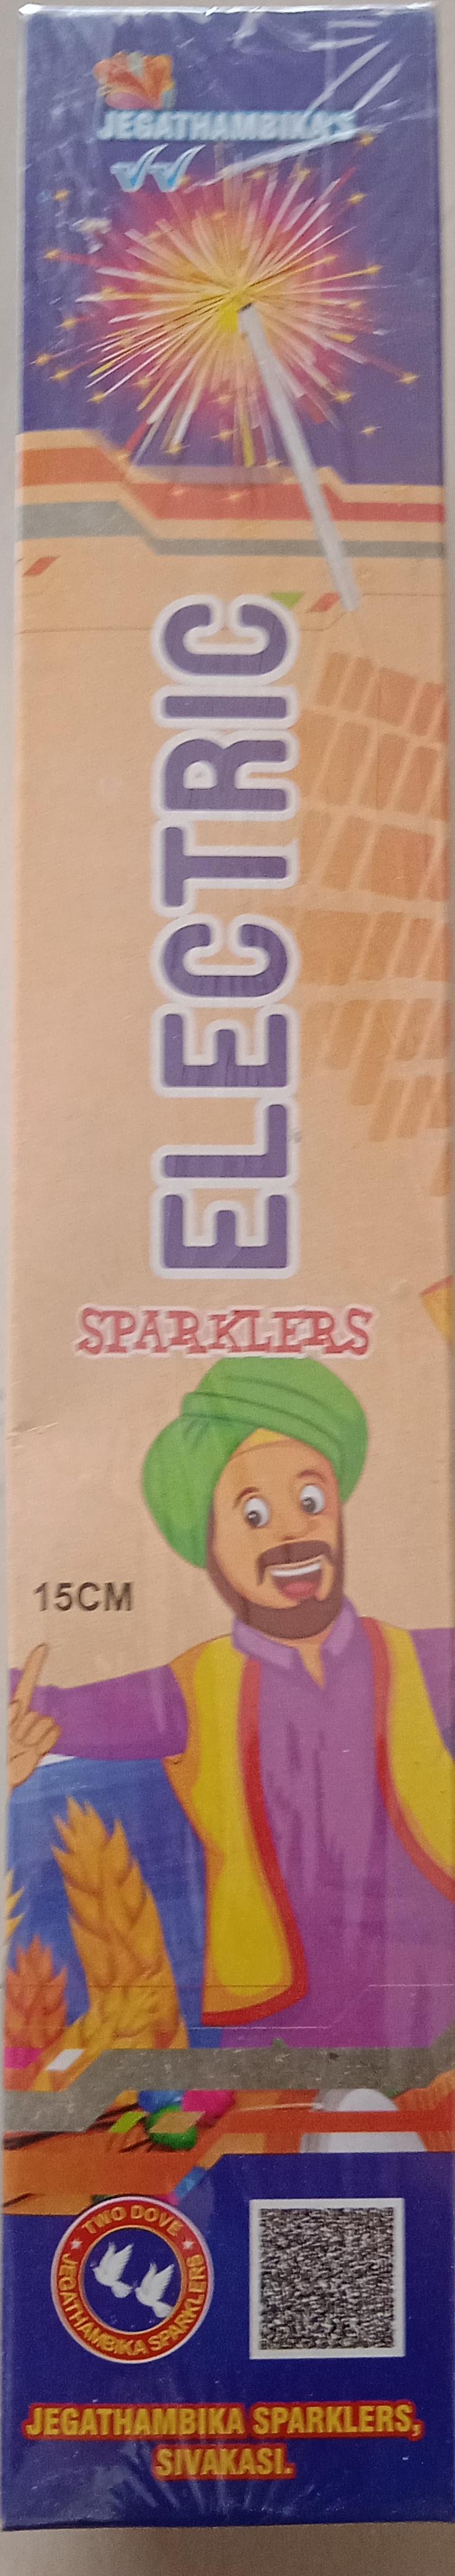 JEGATHAMBIKA'S
ELECTRIC
SPARKLERS
15CM
TWO DOVE
JEGATHAMBIKA SPARKLERS
JEGATHAMBIKA SPARKLERS,
SIVAKASI.